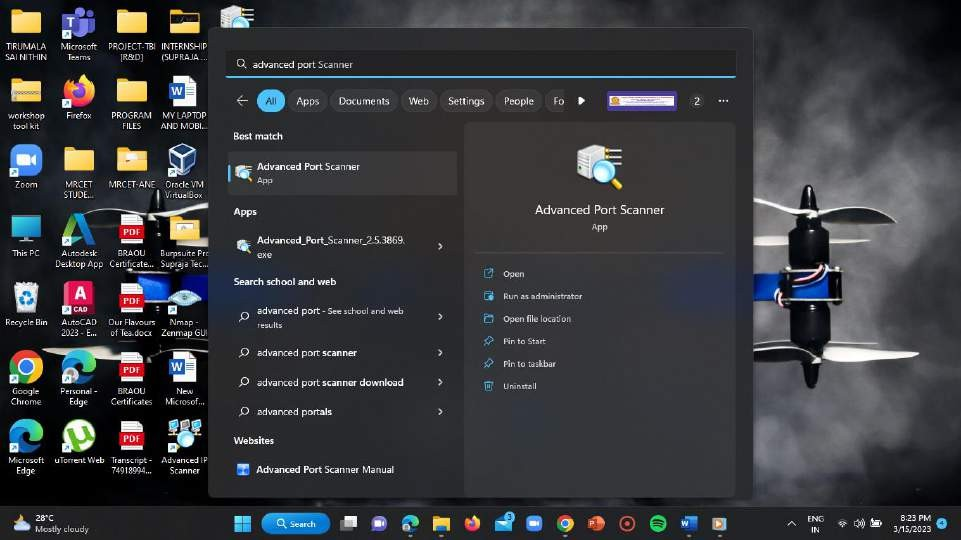 TIRUMALA
SAI NITHIN
Microsoft
Teams
PROJECT-TBI
[R&D]
INTERNSHIP
(SUPRAJA ...
workshop
tool kit
Firefox
PROGRAM
FILES
MY LAPTOP
AND MOBI...
Zoom
MRCET
STUDE...
MRCET-ANE
Oracle VM
VirtualBox
This PC
Autodesk
Desktop App
BRAOU
Certificate...
Burpsuite Pro
Supraja Tec...
Recycle Bin
AutoCAD
2023 - E...
Our Flavours
of Tea.docx
Nmap -
Zenmap GUI
Google
Chrome
Personal -
Edge
BRAOU
Certificates
New
Microsof...
Microsoft
Edge
uTorrent Web
Transcript -
74918994...
Advanced IP
Scanner
advanced port Scanner
All
Apps
Documents
Web
Settings
People
Fo
2
Best match
Advanced Port Scanner
App
Apps
Advanced_Port_Scanner_2.5.3869.
exe
Search school and web
advanced port - See school and web
results
advanced port scanner
advanced port scanner download
advanced portals
Websites
Advanced Port Scanner Manual
Advanced Port Scanner
App
Open
Run as administrator
Open file location
Pin to Start
Pin to taskbar
Uninstall
28°C
Mostly cloudy
Search
3
ENG
IN
8:23 PM
3/15/2023
4